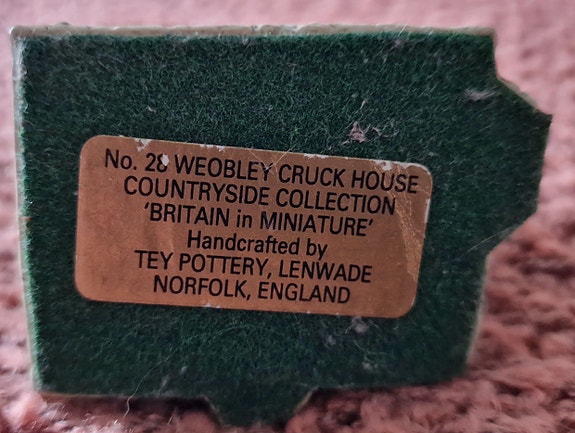 No. 28 WEOBLEY CRUCK HOUSE
COUNTRYSIDE COLLECTION
'BRITAIN in MINIATURE'
Handcrafted by
TEY POTTERY, LENWADE
NORFOLK, ENGLAND